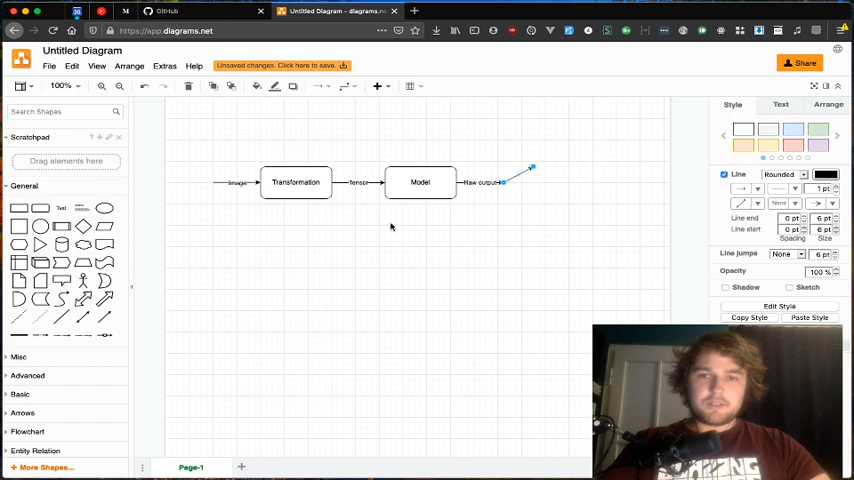 GitHub
Untitled Diagram - diagrams.net
https://app.diagrams.net
Untitled Diagram
File Edit View Arrange Extras Help
Unsaved changes. Click here to save.
Share
100%
Search Shapes
Scratchpad
Drag elements here
General
Text
Misc
Advanced
Basic
Arrows
Flowchart
Entity Relation
+ More Shapes...
Image
Transformation
Tensor
Model
Raw output
Page-1
Style Text Arrange
Line Rounded
1 pt
None
Line end 0 pt 6 pt
Line start 0 pt 6 pt
Spacing Size
Line jumps None 6 pt
Opacity 100 %
Shadow Sketch
Edit Style
Copy Style Paste Style